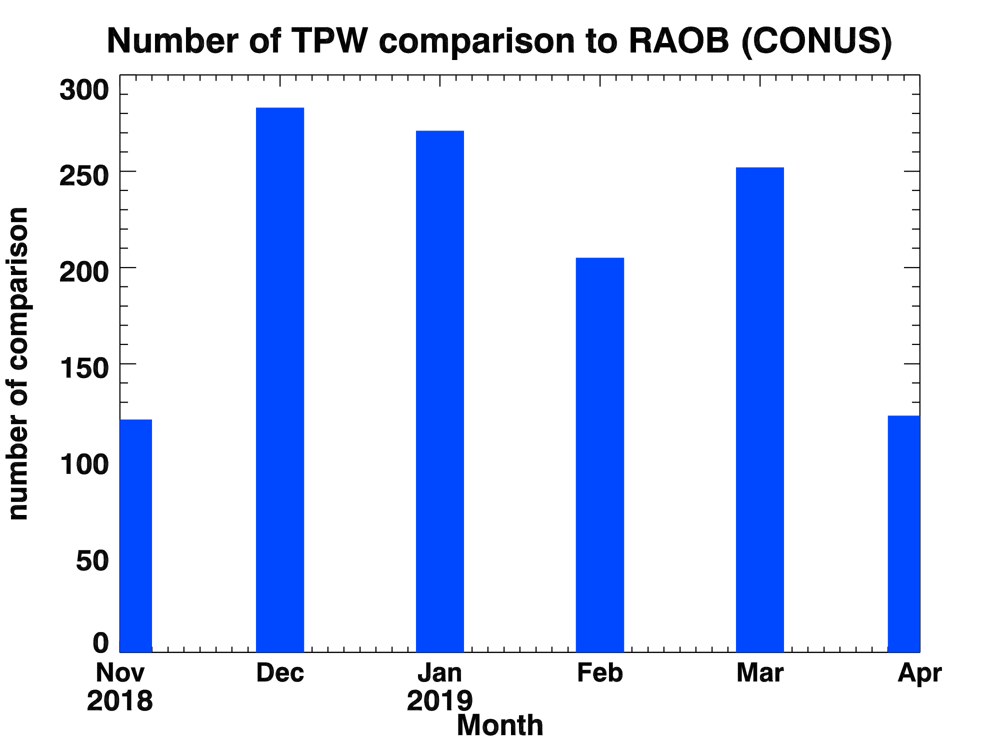 Number of TPW comparison to RAOB (CONUS)
300
250
200
150
100
50
0
number of comparison
Nov Dec Jan Feb Mar Apr
2018 2019
Month